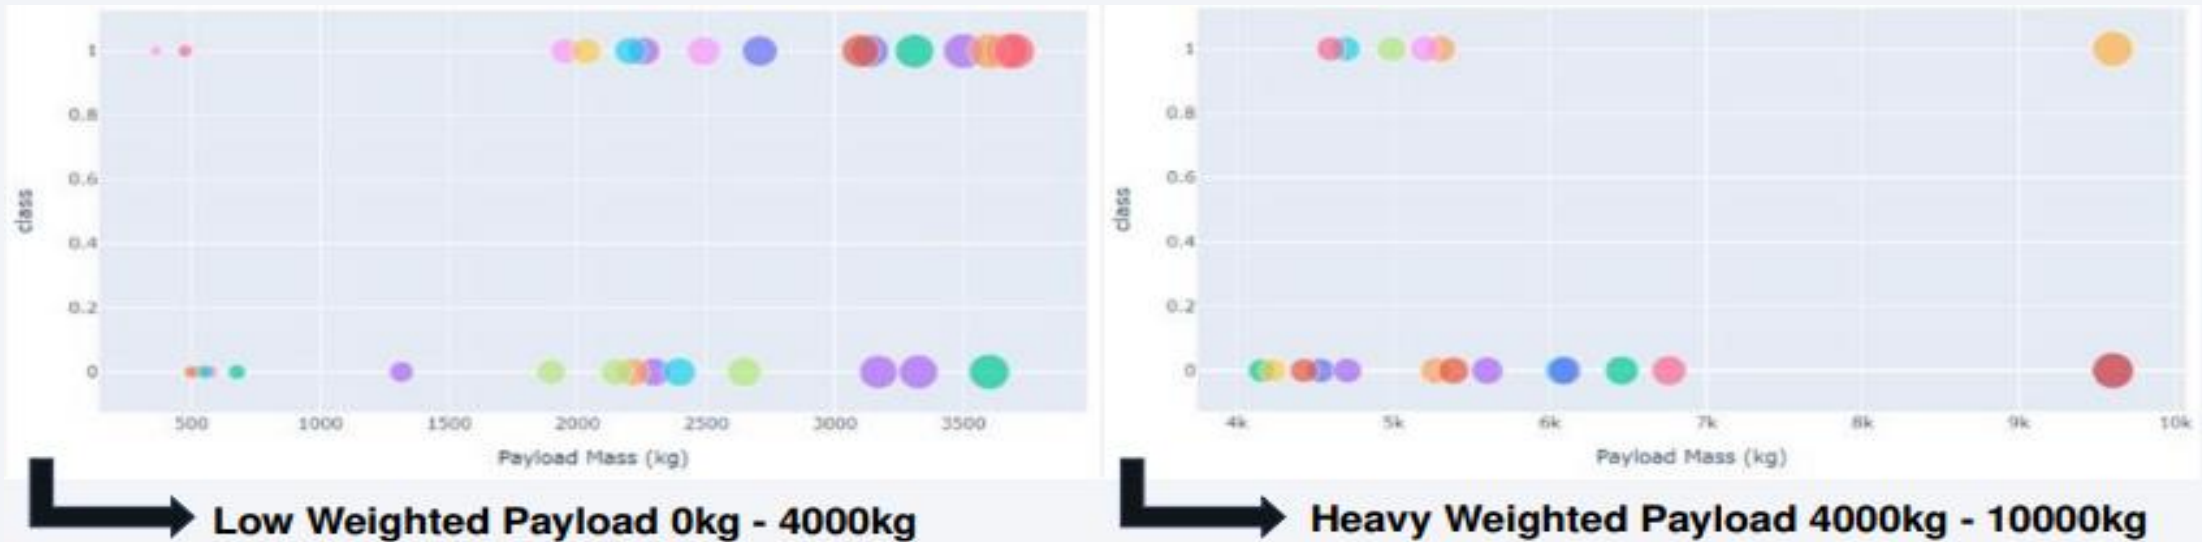 1
0.8
0.6
0.4
0.2
0
class
500 1000 1500 2000 2500 3000 3500
Payload Mass (kg)
Low Weighted Payload 0kg - 4000kg
1
0.8
0.6
0.4
0.2
0
class
4k 5k 6k 7k 8k 9k 10k
Payload Mass (kg)
Heavy Weighted Payload 4000kg - 10000kg